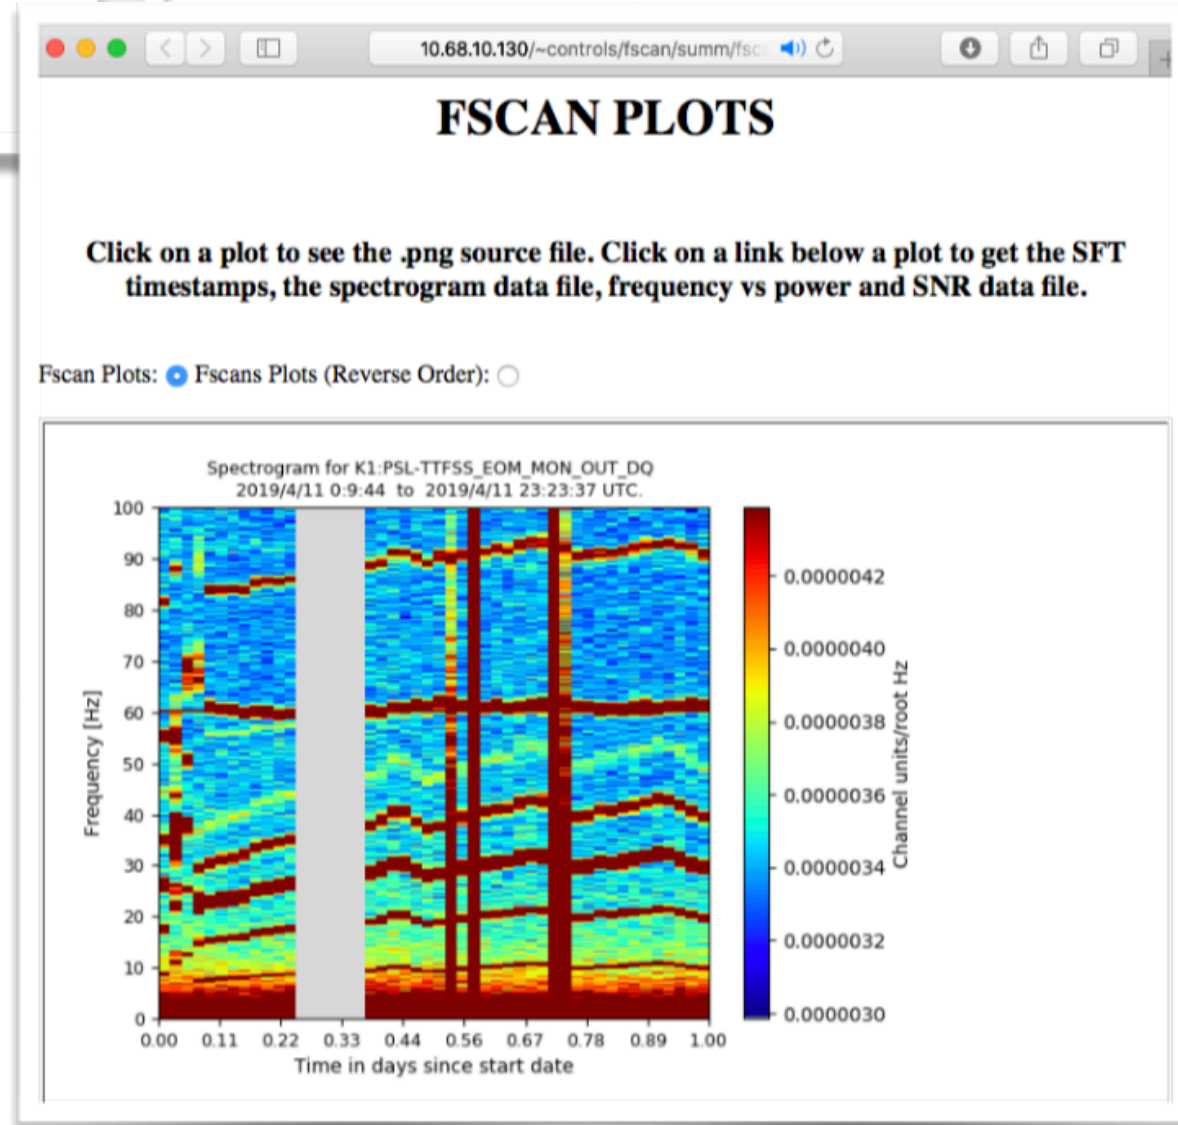 10.68.10.130/~controls/fscan/summ/fsc
FSCAN PLOTS
Click on a plot to see the .png source file. Click on a link below a plot to get the SFT
timestamps, the spectrogram data file, frequency vs power and SNR data file.
Fscan Plots: Fscans Plots (Reverse Order):
Spectrogram for K1:PSL-TTFSS_EOM_MON_OUT_DQ
2019/4/11 0:9:44 to 2019/4/11 23:23:37 UTC.
100
90
80
70
60
50
40
30
20
10
0
Frequency [Hz]
0.00 0.11 0.22 0.33 0.44 0.56 0.67 0.78 0.89 1.00
Time in days since start date
0.0000042
0.0000040
0.0000038
0.0000036
0.0000034
0.0000032
0.0000030
Channel units/root Hz